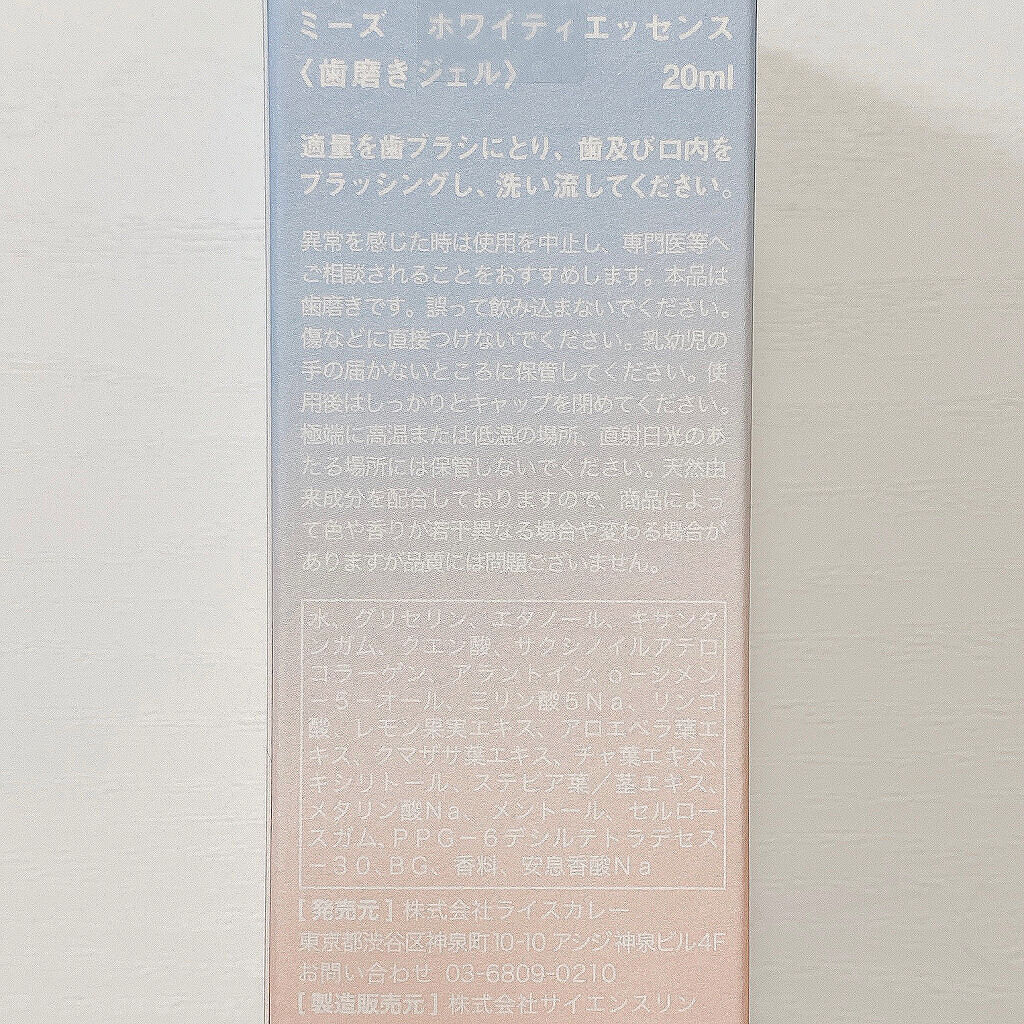 ミーズ　ホワイティエッセンス
〈歯磨きジェル〉 20ml
適量を歯ブラシにとり、歯及び口内を
ブラッシングし、洗い流してください。
異常を感じた時は使用を中止し、専門医等へ
ご相談されることをおすすめします。本品は
歯磨きです。誤って飲み込まないでください。
傷などに直接つけないでください。乳幼児の
手の届かないところに保管してください。使
用後はしっかりとキャップを閉めてください。
極端に高温または低温の場所、直射日光のあ
たる場所には保管しないでください。天然由
来成分を配合しておりますので、商品によっ
て色や香りが若干異なる場合や変わる場合が
ありますが品質には問題ございません。
水、グリセリン、エタノール、キサンタ
ンガム、クエン酸、サクシノイルアテロ
コラーゲン、アラントイン、o－シメン
－5－オール、ミリン酸5Na、リンゴ
酸、レモン果実エキス、アロエベラ葉エ
キス、クマザサ葉エキス、チャ葉エキス、
キシリトール、ステビア葉／茎エキス、
メタリン酸Na、メントール、セルロー
スガム、PPG－6デシルテトラデセス
－30、BG、香料、安息香酸Na
[発売元] 株式会社ライスカレー
東京都渋谷区神泉町10-10 アシジ神泉ビル4F
お問い合わせ 03-6809-0210
[製造販売元] 株式会社サイエンスリン